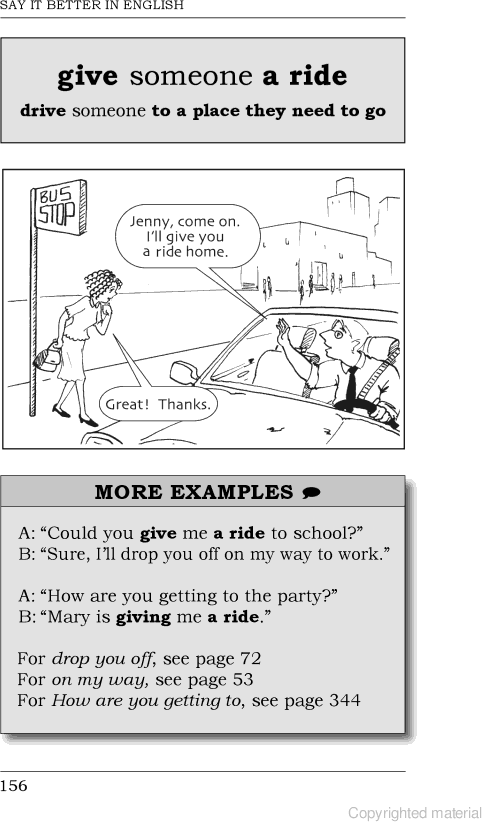 SAY IT BETTER IN ENGLISH
give someone a ride
drive someone to a place they need to go
BUS
STOP
Jenny, come on.
I'll give you
a ride home.
Great! Thanks.
MORE EXAMPLES
A: “Could you give me a ride to school?”
B: “Sure, I’ll drop you off on my way to work.”
A: “How are you getting to the party?”
B: “Mary is giving me a ride.”
For drop you off, see page 72
For on my way, see page 53
For How are you getting to, see page 344
156
Copyrighted material